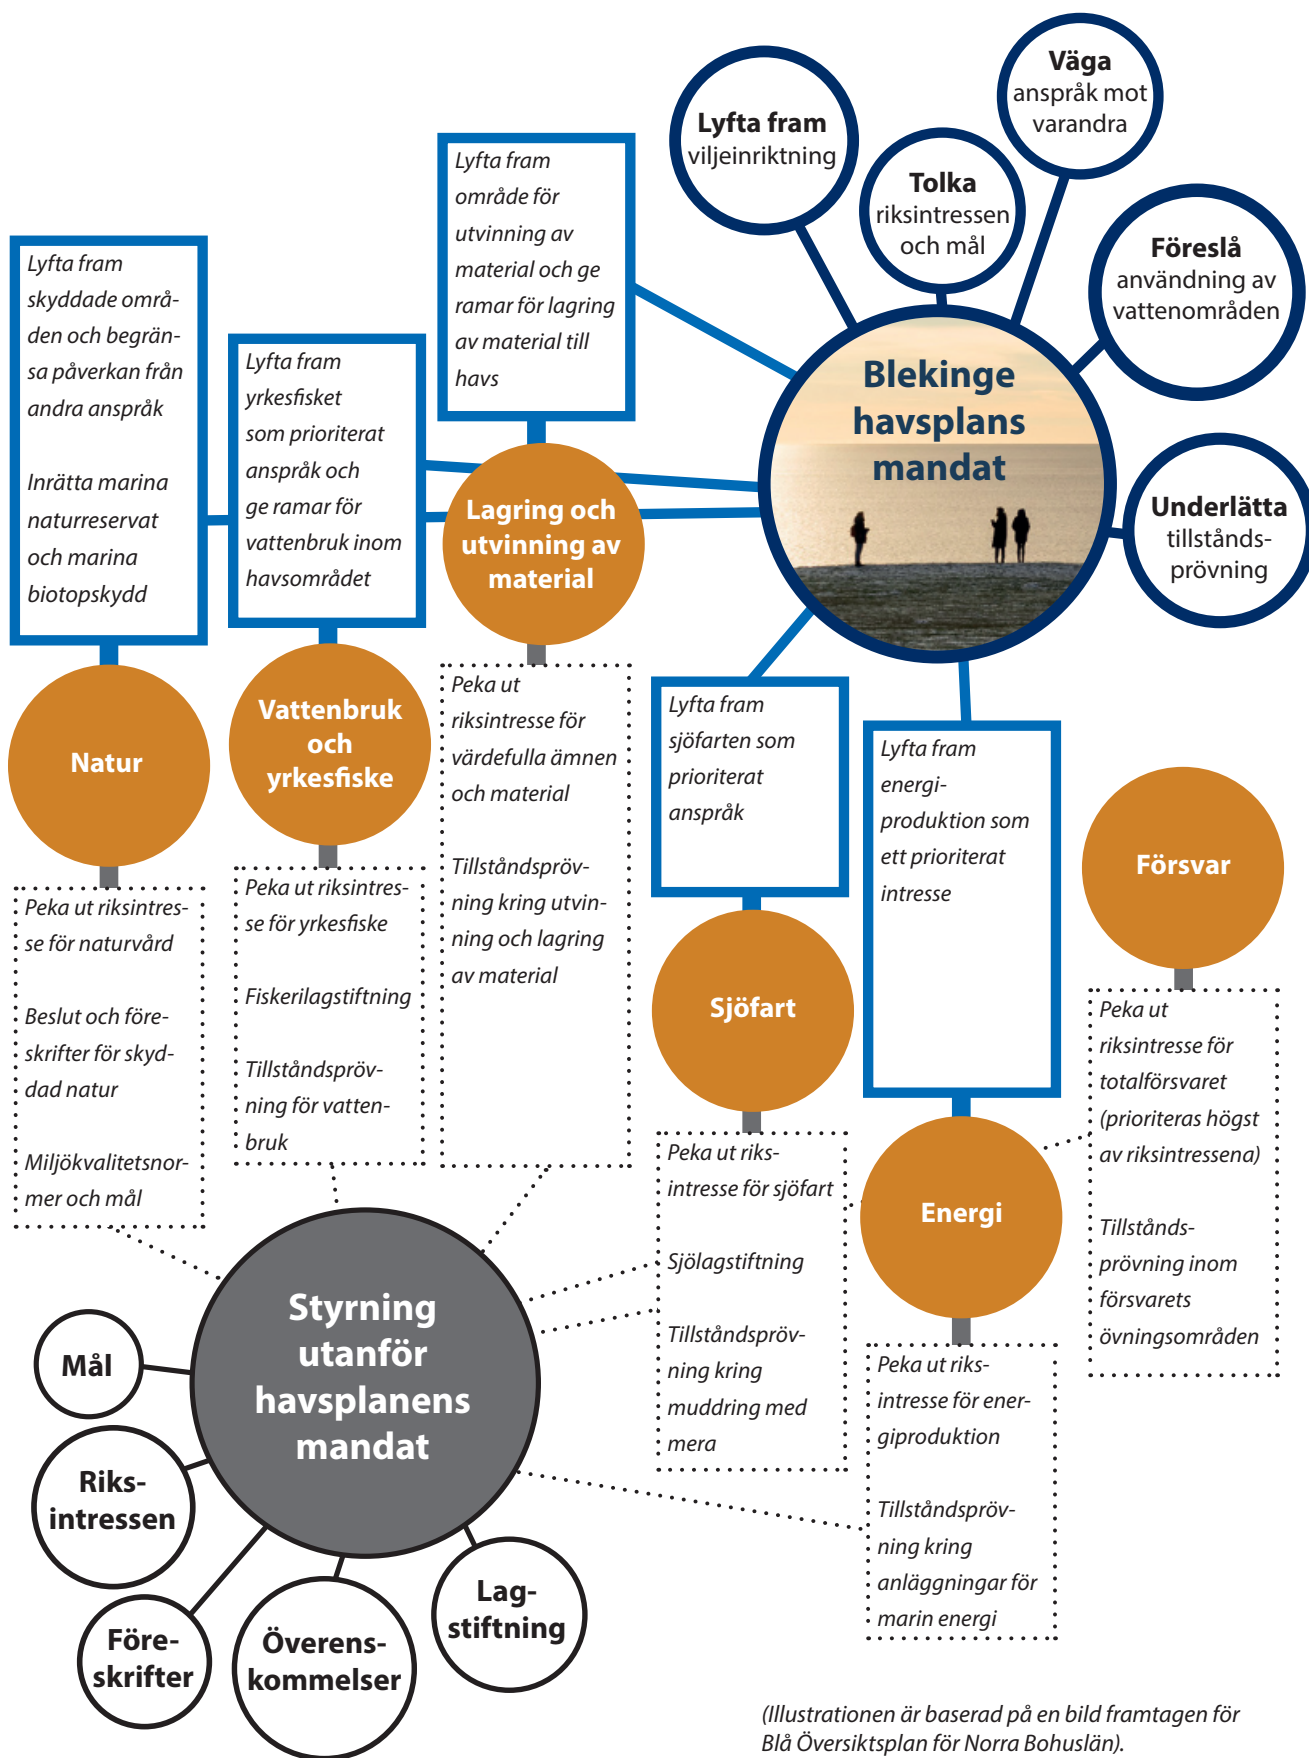 Väga
anspråk mot
varandra
Lyfta fram
viljeinriktning
Tolka
riksintressen
och mål
Föreslå
användning av
vattenområden
Underlätta
tillstånds-
prövning
Blekinge
havsplans
mandat
Lyfta fram
område för
utvinning av
material och ge
ramar för lagring
av material till
havs
Lyfta fram
skyddade områ-
den och begrän-
sa påverkan från
andra anspråk
Inrätta marina
naturreservat
och marina
biotopskydd
Lyfta fram
yrkesfisket
som prioriterat
anspråk och
ge ramar för
vattenbruk inom
havsområdet
Lagring och
utvinning av
material
Natur
Vattenbruk
och
yrkesfiske
Peka ut
riksintresse för
värdefulla ämnen
och material
Tillståndspröv-
ning kring utvin-
ning och lagring
av material
Lyfta fram
sjöfarten som
prioriterat
anspråk
Lyfta fram
energi-
produktion som
ett prioriterat
intresse
Försvar
Peka ut riksintres-
se för naturvård
Beslut och före-
skrifter för skyd-
dad natur
Miljökvalitetsnor-
mer och mål
Peka ut riksintres-
se för yrkesfiske
Fiskerilagstiftning
Tillståndspröv-
ning för vatten-
bruk
Sjöfart
Peka ut
riksintresse för
totalförsvaret
(prioriteras högst
av riksintressena)
Tillstånds-
prövning inom
försvarets
övningsområden
Peka ut riks-
intresse för sjöfart
Sjölagstiftning
Tillståndspröv-
ning kring
muddring med
mera
Energi
Peka ut riks-
intresse för ener-
giproduktion
Tillståndspröv-
ning kring
anläggningar för
marin energi
Styrning
utanför
havsplanens
mandat
Mål
Riks-
intressen
Före-
skrifter
Överens-
kommelser
Lag-
stiftning
(Illustrationen är baserad på en bild framtagen för
Blå Översiktsplan för Norra Bohuslän).